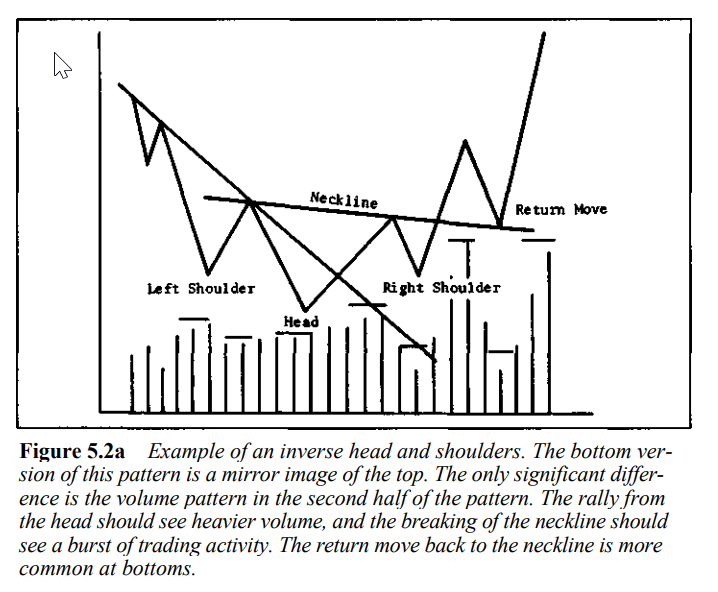 Neckline
Return Move
Left Shoulder
Right Shoulder
Head
Figure 5.2a Example of an inverse head and shoulders. The bottom ver-
sion of this pattern is a mirror image of the top. The only significant differ-
ence is the volume pattern in the second half of the pattern. The rally from
the head should see heavier volume, and the breaking of the neckline should
see a burst of trading activity. The return move back to the neckline is more
common at bottoms.